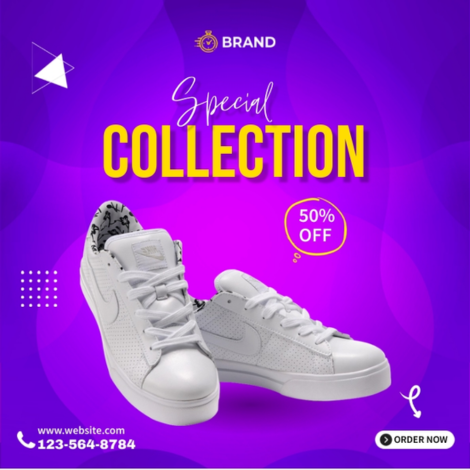 BRAND
Special
COLLECTION
50%
OFF
www.website.com
123-564-8784
ORDER NOW